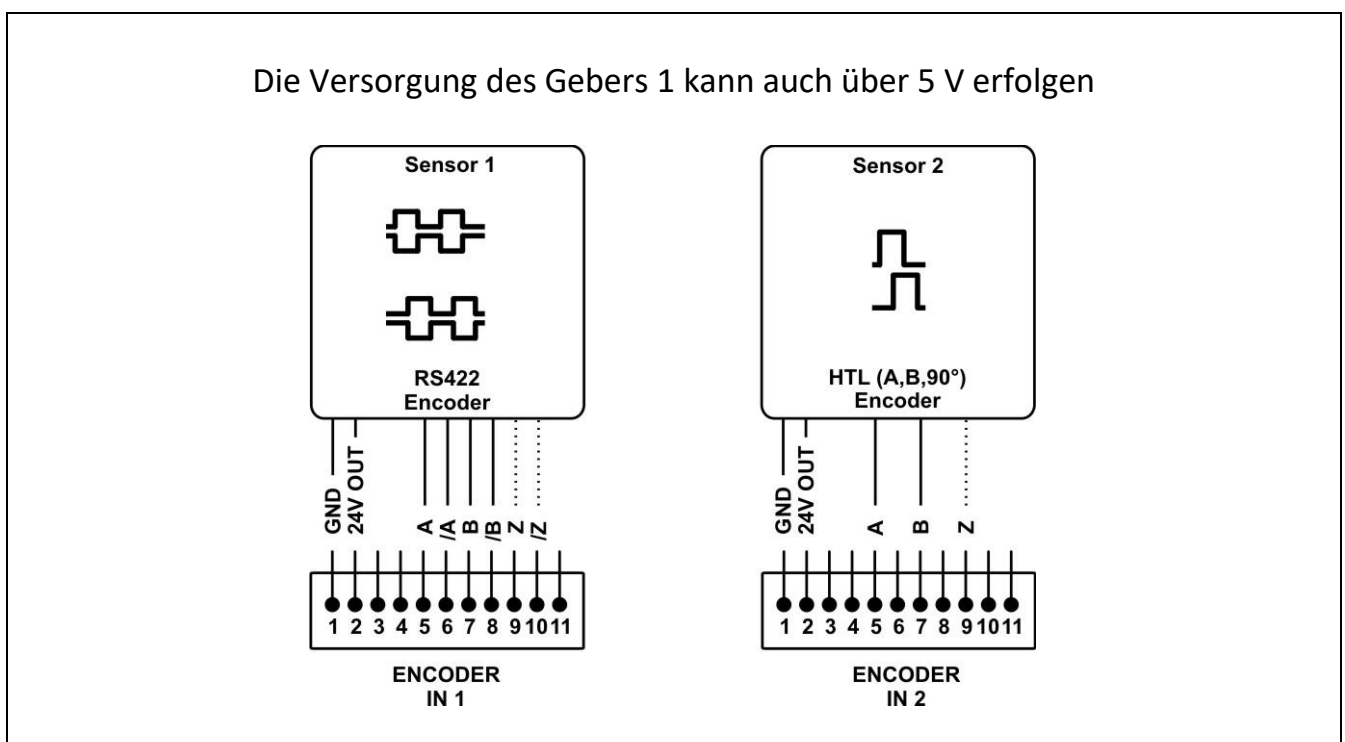 Die Versorgung des Gebers 1 kann auch über 5 V erfolgen
Sensor 1
RS422
Encoder
GND
24V OUT
A
/A
B
/B
Z
/Z
1 2 3 4 5 6 7 8 9 10 11
ENCODER
IN 1
Sensor 2
HTL (A,B,90°)
Encoder
GND
24V OUT
A
B
Z
1 2 3 4 5 6 7 8 9 10 11
ENCODER
IN 2